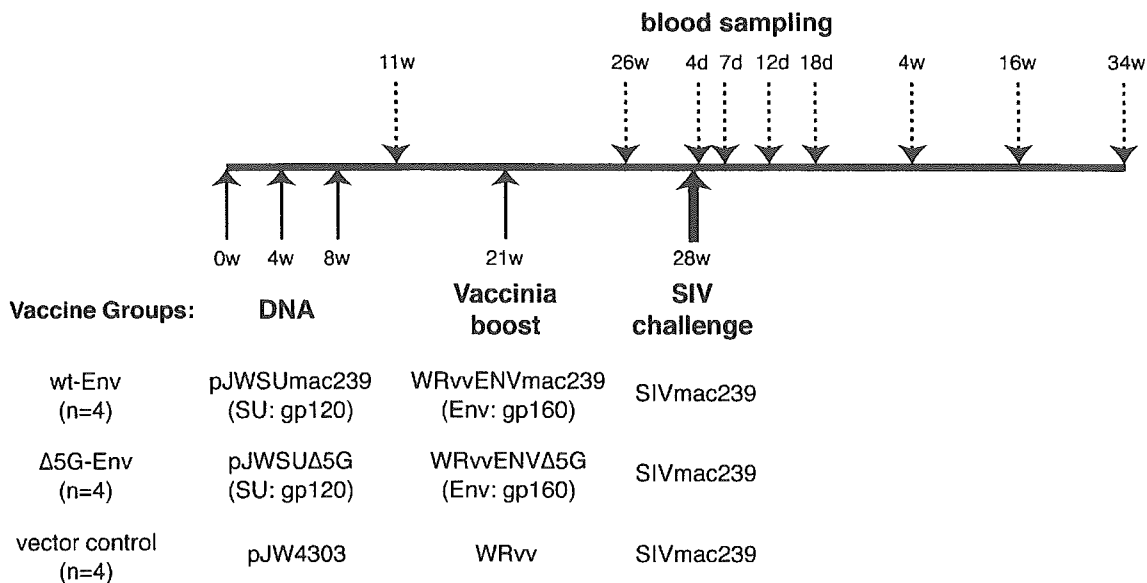 blood sampling
11w 26w 4d 7d 12d 18d 4w 16w 34w
0w 4w 8w 21w 28w
Vaccine Groups: DNA Vaccinia boost SIV challenge
wt-Env (n=4) pJWSUmac239 (SU: gp120) WRvvENVmac239 (Env: gp160) SIVmac239
Δ5G-Env (n=4) pJWSUΔ5G (SU: gp120) WRvvENVΔ5G (Env: gp160) SIVmac239
vector control (n=4) pJW4303 WRvv SIVmac239